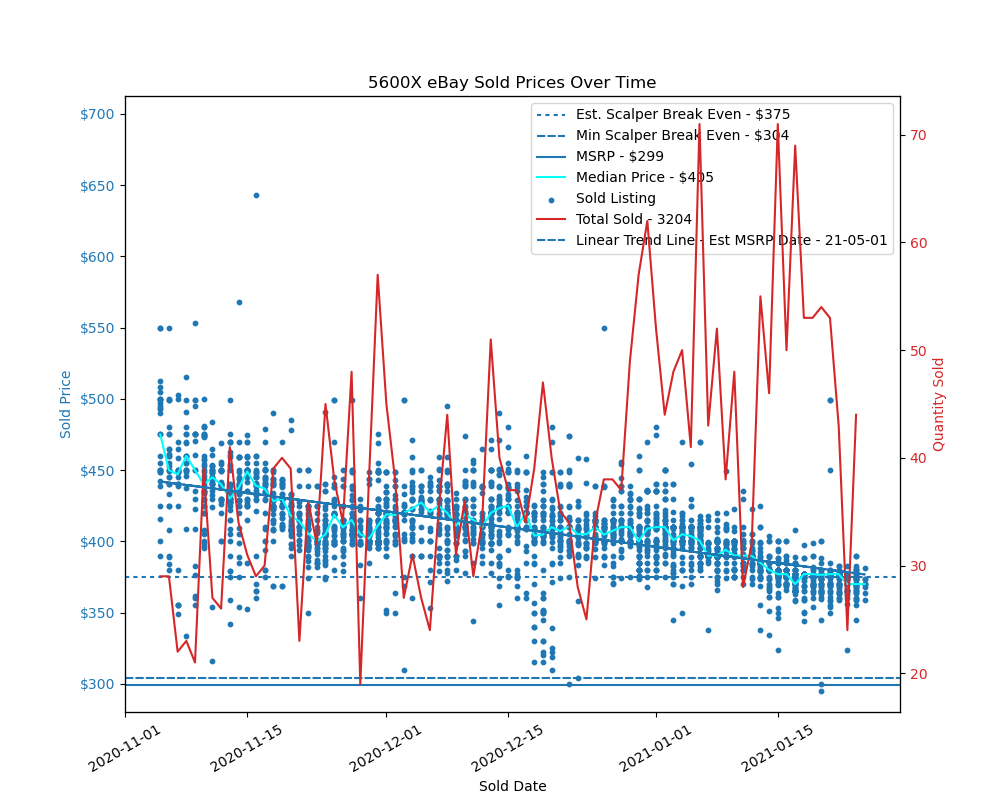 5600X eBay Sold Prices Over Time
Est. Scalper Break Even - $375
Min Scalper Break Even - $304
MSRP - $299
Median Price - $405
Sold Listing
Total Sold - 3204
Linear Trend Line - Est MSRP Date - 21-05-01
$700
$650
$600
$550
$500
$450
$400
$350
$300
Sold Price
70
60
50
40
30
20
Quantity Sold
2020-11-01
2020-11-15
2020-12-01
2020-12-15
2021-01-01
2021-01-15
Sold Date